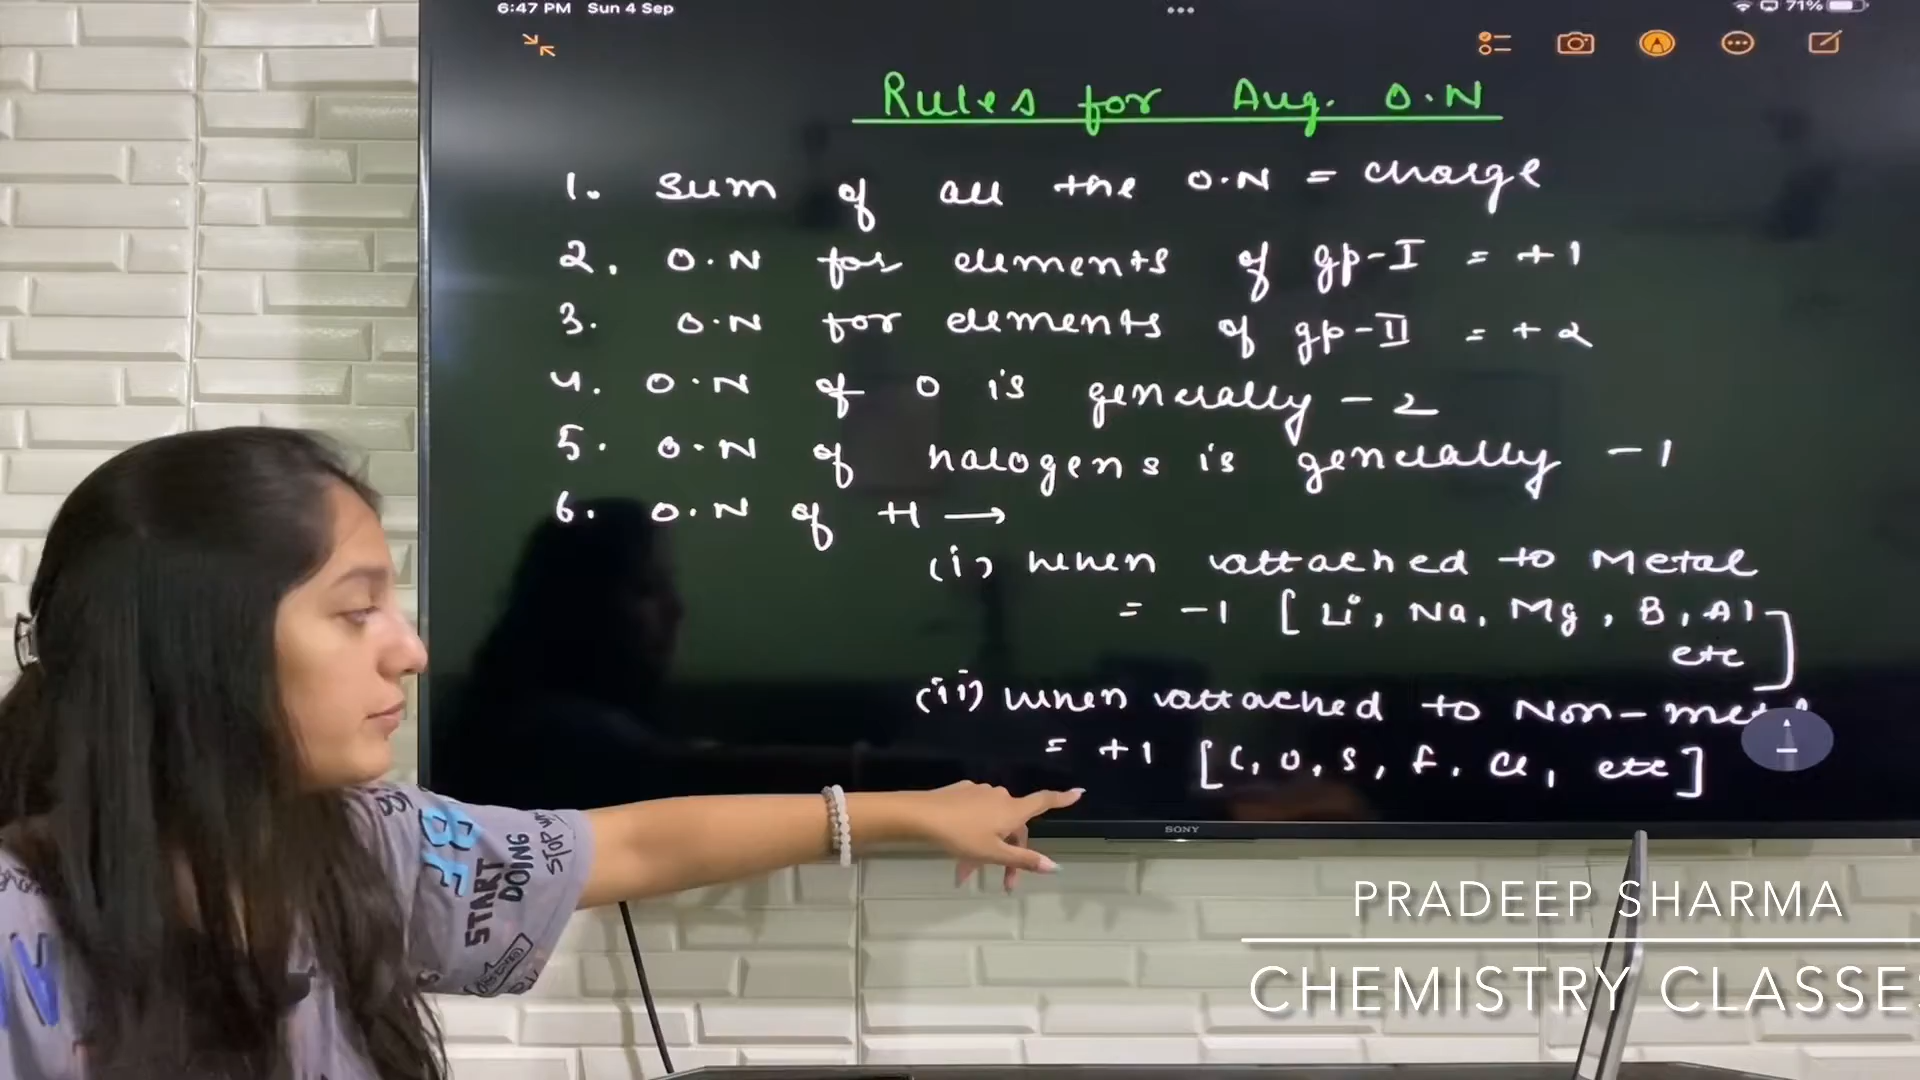 6:47 PM Sun 4 Sep
71%
Rules for Aug. O.N
1. Sum of all the O.N = charge
2. O.N for elements of gp-I = +1
3. O.N for elements of gp-II = +2
4. O.N of O is generally -2
5. O.N of halogens is generally -1
6. O.N of H →
(i) When attached to Metal
= -1 [Li, Na, Mg, B, Al
etc]
(ii) When attached to Non-metal
= +1 [C, O, S, F, Cl, etc]
SONY
START
DOING
STOP
PRADEEP SHARMA
CHEMISTRY CLASSE